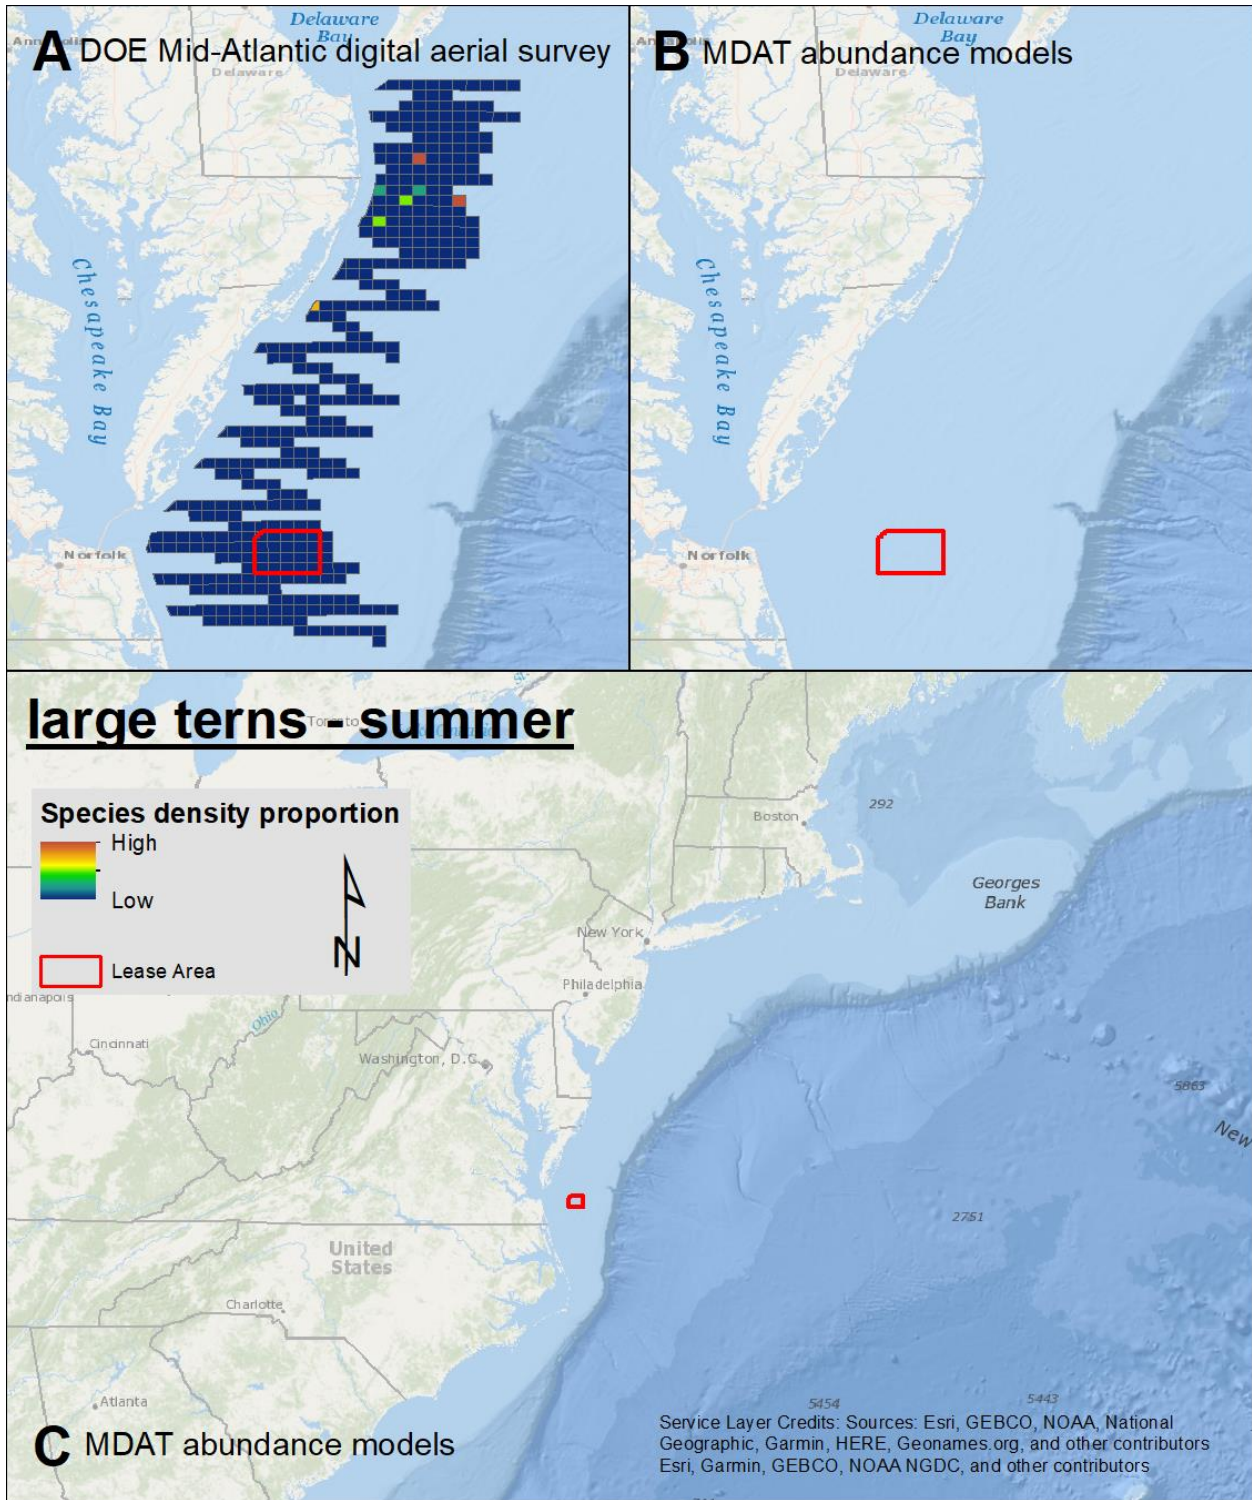 Delaware
Bay
A DOE Mid-Atlantic digital aerial survey
Delaware
Chesapeake Bay
Norfolk
Delaware
Bay
B MDAT abundance models
Delaware
Chesapeake Bay
Norfolk
large terns - summer
Toronto
Species density proportion
High
Low
Lease Area
N
292
Boston
Georges
Bank
New York
Philadelphia
ndianapolis
Ohio
Cincinnati
Washington, D.C.
5863
New
2751
United
States
Charlotte
Atlanta
5454
5443
C MDAT abundance models
Service Layer Credits: Sources: Esri, GEBCO, NOAA, National
Geographic, Garmin, HERE, Geonames.org, and other contributors
Esri, Garmin, GEBCO, NOAA NGDC, and other contributors